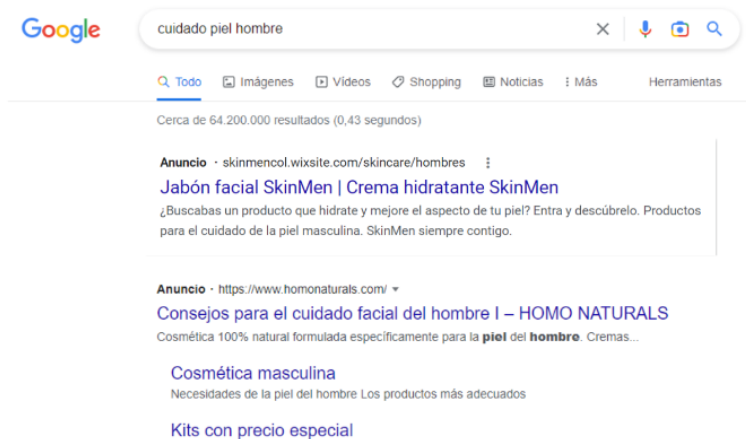 Google
cuidado piel hombre
Todo Imágenes Vídeos Shopping Noticias Más Herramientas
Cerca de 64.200.000 resultados (0,43 segundos)
Anuncio · skinmencol.wixsite.com/skincare/hombres
Jabón facial SkinMen | Crema hidratante SkinMen
¿Buscabas un producto que hidrate y mejore el aspecto de tu piel? Entra y descúbrelo. Productos
para el cuidado de la piel masculina. SkinMen siempre contigo.
Anuncio · https://www.homonaturals.com/
Consejos para el cuidado facial del hombre I – HOMO NATURALS
Cosmética 100% natural formulada específicamente para la piel del hombre. Cremas...
Cosmética masculina
Necesidades de la piel del hombre Los productos más adecuados
Kits con precio especial